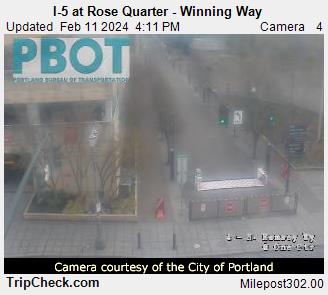 I-5 at Rose Quarter - Winning Way
Updated Feb 11 2024 4:11 PM Camera 4
PBOT
PORTLAND BUREAU OF TRANSPORTATION
Camera courtesy of the City of Portland
TripCheck.com Milepost302.00